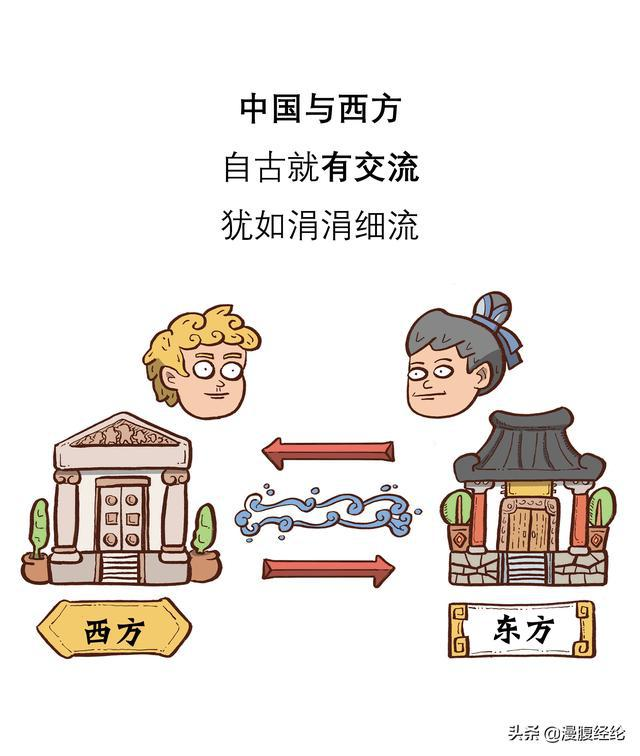 中国与西方
自古就有交流
犹如涓涓细流
西方
东方
头条 @漫腹经纶